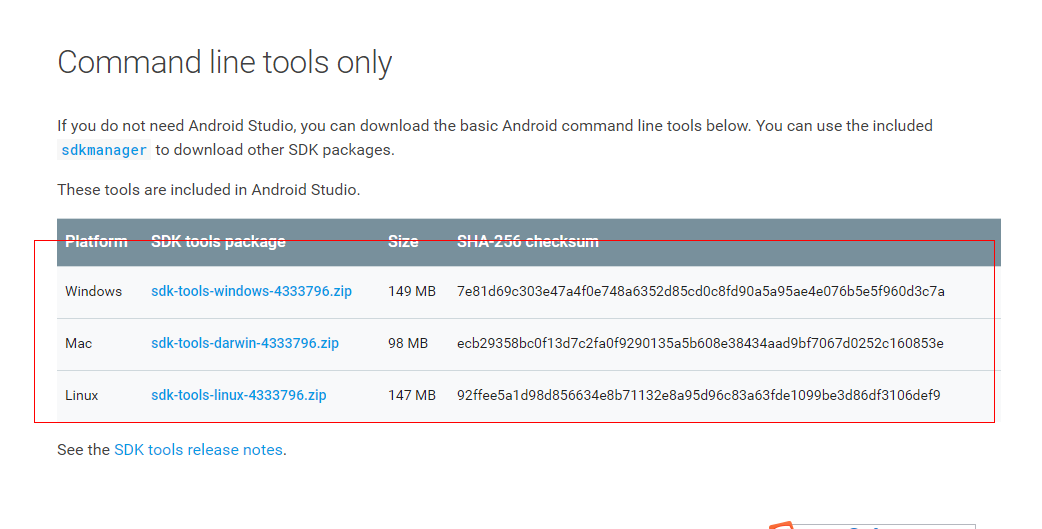 Command line tools only
If you do not need Android Studio, you can download the basic Android command line tools below. You can use the included
sdkmanager to download other SDK packages.
These tools are included in Android Studio.
Platform SDK tools package Size SHA-256 checksum
Windows sdk-tools-windows-4333796.zip 149 MB 7e81d69c303e47a4f0e748a6352d85cd0c8fd90a5a95ae4e076b5e5f960d3c7a
Mac sdk-tools-darwin-4333796.zip 98 MB ecb29358bc0f13d7c2fa0f9290135a5b608e38434aad9bf7067d0252c160853e
Linux sdk-tools-linux-4333796.zip 147 MB 92ffee5a1d98d856634e8b71132e8a95d96c83a63fde1099be3d86df3106def9
See the SDK tools release notes.